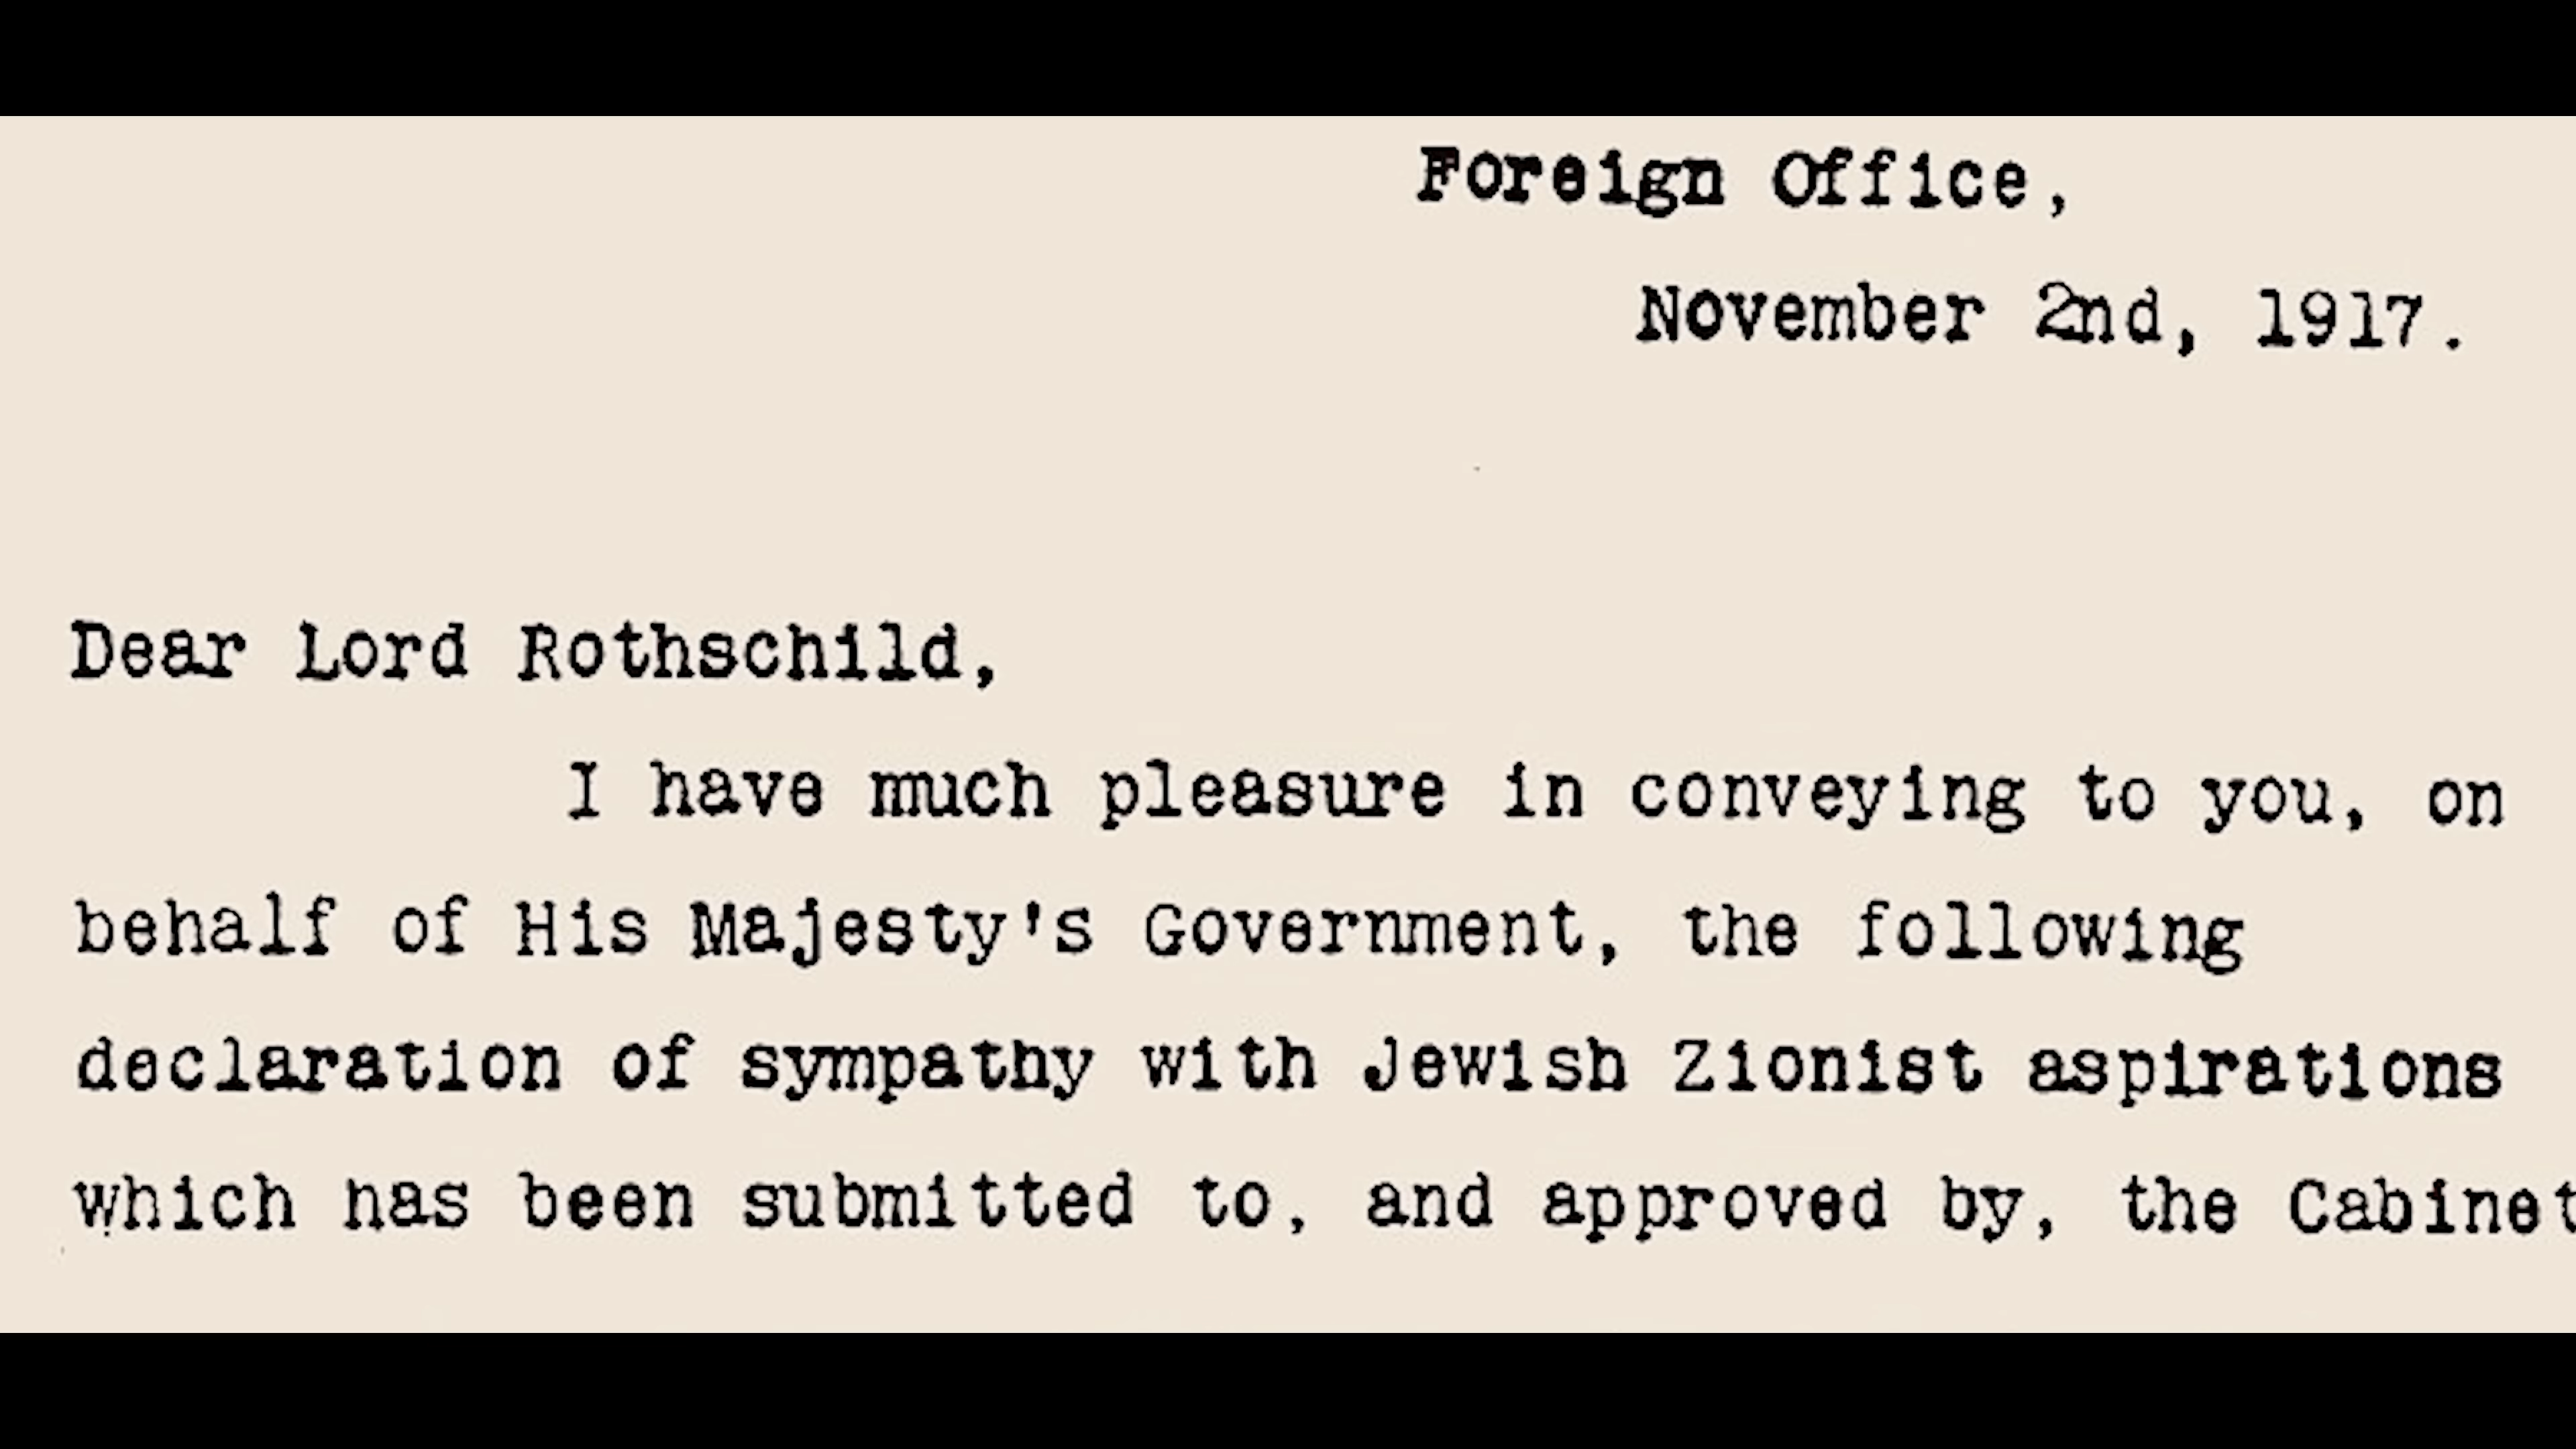 Foreign Office,
November 2nd, 1917.
Dear Lord Rothschild,
I have much pleasure in conveying to you, on
behalf of His Majesty's Government, the following
declaration of sympathy with Jewish Zionist aspirations
which has been submitted to, and approved by, the Cabinet